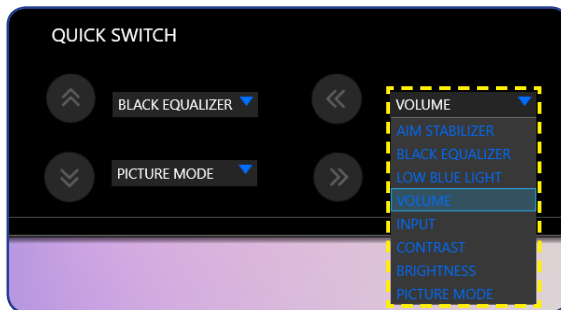 QUICK SWITCH
BLACK EQUALIZER
VOLUME
PICTURE MODE
AIM STABILIZER
BLACK EQUALIZER
LOW BLUE LIGHT
VOLUME
INPUT
CONTRAST
BRIGHTNESS
PICTURE MODE